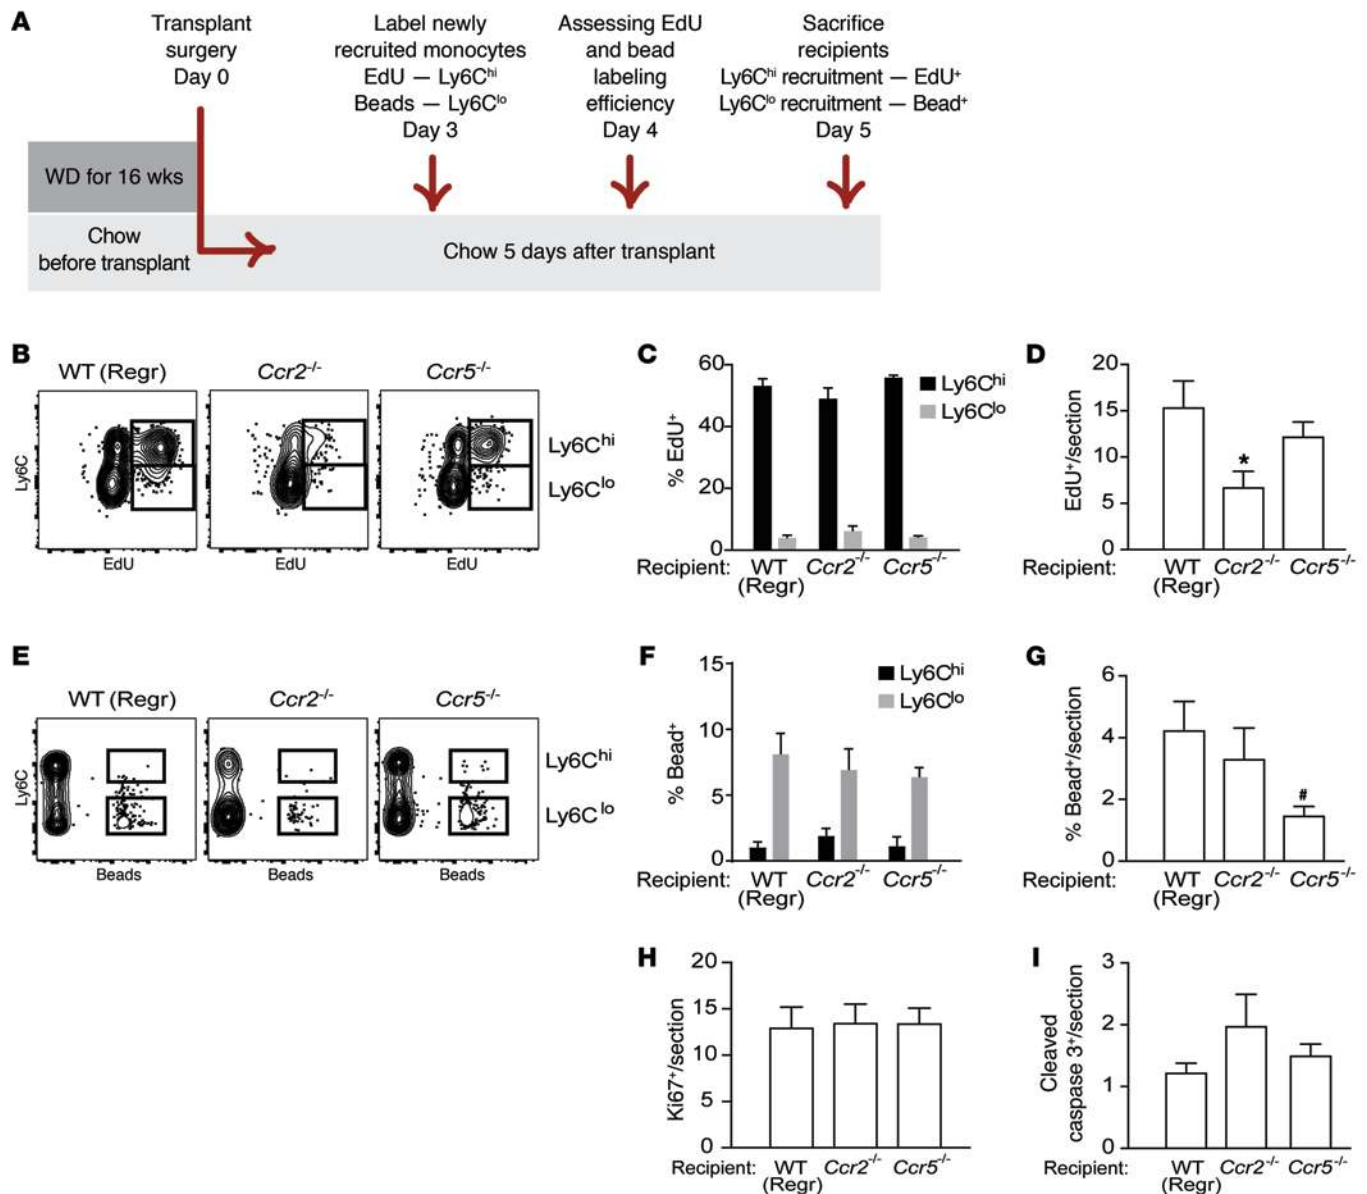 A
Transplant
surgery
Day 0
Label newly
recruited monocytes
EdU — Ly6Cʰⁱ
Beads — Ly6Cˡᵒ
Day 3
Assessing EdU
and bead
labeling
efficiency
Day 4
Sacrifice
recipients
Ly6Cʰⁱ recruitment — EdU⁺
Ly6Cˡᵒ recruitment — Bead⁺
Day 5
WD for 16 wks
Chow
before transplant
Chow 5 days after transplant
B
WT (Regr)
Ccr2⁻/⁻
Ccr5⁻/⁻
Ly6C
Ly6Cʰⁱ
Ly6Cˡᵒ
EdU
EdU
EdU
C
% EdU⁺
60
40
20
0
Ly6Cʰⁱ
Ly6Cˡᵒ
Recipient: WT Ccr2⁻/⁻ Ccr5⁻/⁻
(Regr)
D
EdU⁺/section
20
15
10
5
0
*
Recipient: WT Ccr2⁻/⁻ Ccr5⁻/⁻
(Regr)
E
WT (Regr)
Ccr2⁻/⁻
Ccr5⁻/⁻
Ly6C
Ly6Cʰⁱ
Ly6Cˡᵒ
Beads
Beads
Beads
F
% Bead⁺
15
10
5
0
Ly6Cʰⁱ
Ly6Cˡᵒ
Recipient: WT Ccr2⁻/⁻ Ccr5⁻/⁻
(Regr)
G
% Bead⁺/section
6
4
2
0
#
Recipient: WT Ccr2⁻/⁻ Ccr5⁻/⁻
(Regr)
H
Ki67⁺/section
20
15
10
5
0
Recipient: WT Ccr2⁻/⁻ Ccr5⁻/⁻
(Regr)
I
Cleaved
caspase 3⁺/section
3
2
1
0
Recipient: WT Ccr2⁻/⁻ Ccr5⁻/⁻
(Regr)